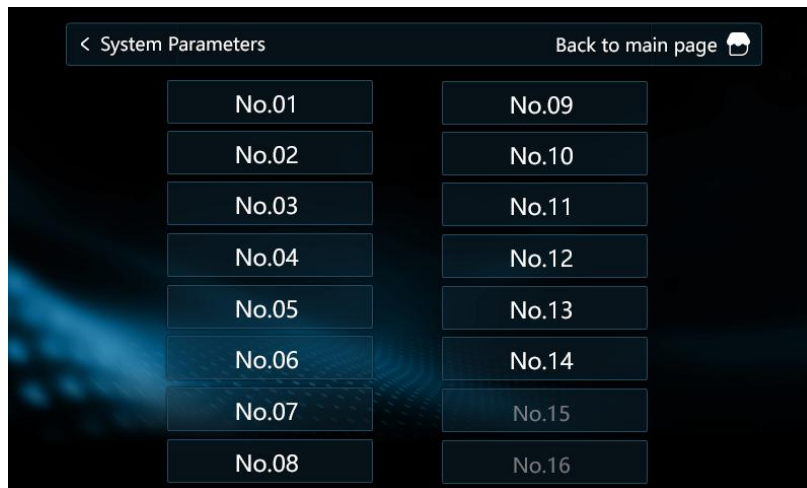 System Parameters
Back to main page
No.01
No.02
No.03
No.04
No.05
No.06
No.07
No.08
No.09
No.10
No.11
No.12
No.13
No.14
No.15
No.16